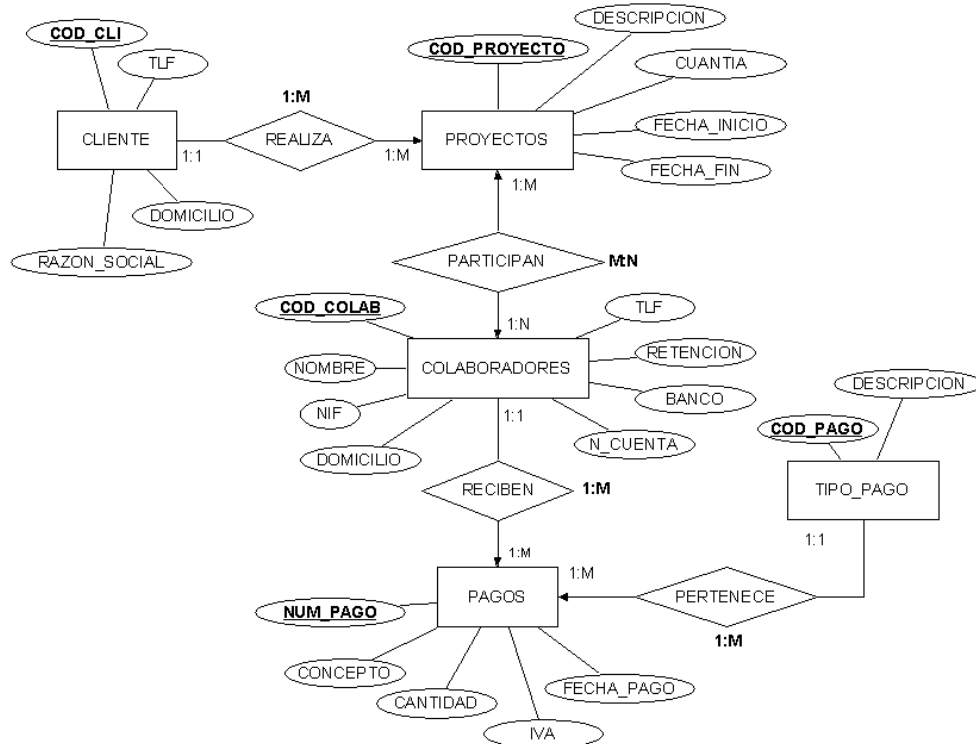 DESCRIPCION
COD_CLI
COD_PROYECTO
TLF
CUANTIA
1:M
CLIENTE
REALIZA
PROYECTOS
FECHA_INICIO
1:1
1:M
FECHA_FIN
1:M
DOMICILIO
RAZON_SOCIAL
PARTICIPAN
M:N
COD_COLAB
TLF
1:N
NOMBRE
COLABORADORES
RETENCION
DESCRIPCION
BANCO
NIF
1:1
COD_PAGO
DOMICILIO
N_CUENTA
TIPO_PAGO
RECIBEN
1:M
1:1
1:M
1:M
PAGOS
PERTENECE
NUM_PAGO
1:M
CONCEPTO
FECHA_PAGO
CANTIDAD
IVA